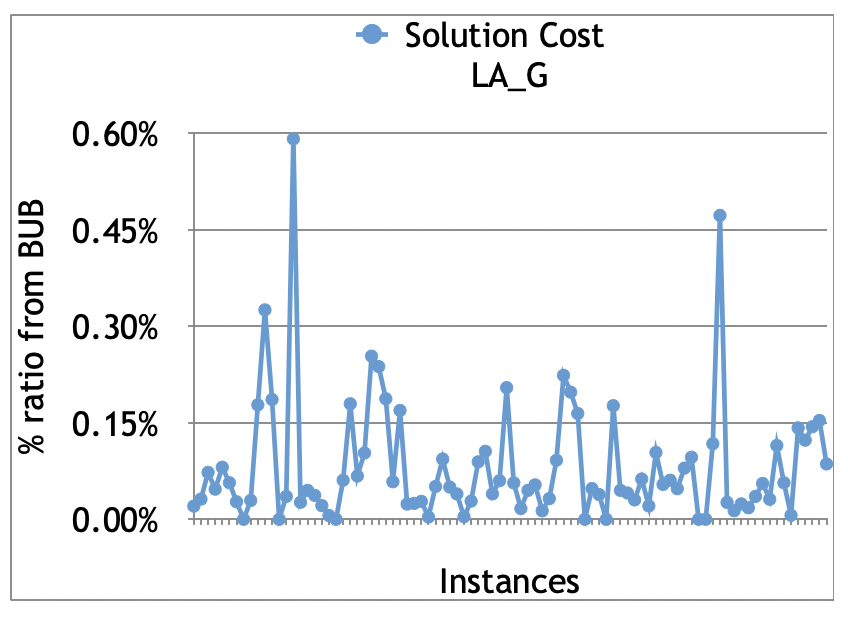 Solution Cost
LA_G
0.60%
0.45%
0.30%
0.15%
0.00%
% ratio from BUB
Instances